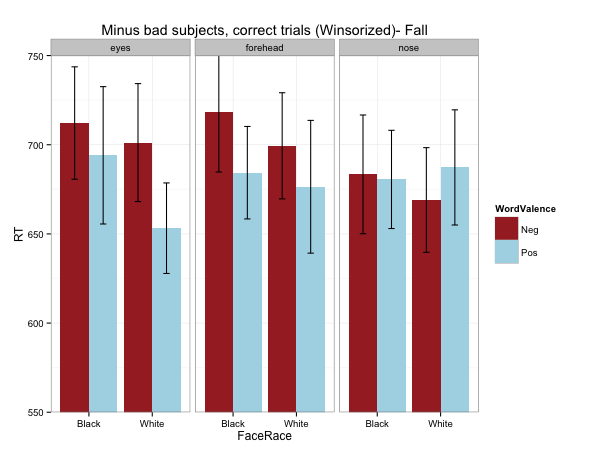 Minus bad subjects, correct trials (Winsorized)- Fall
eyes
forehead
nose
750
700
650
600
550
RT
Black
White
Black
White
Black
White
FaceRace
WordValence
Neg
Pos